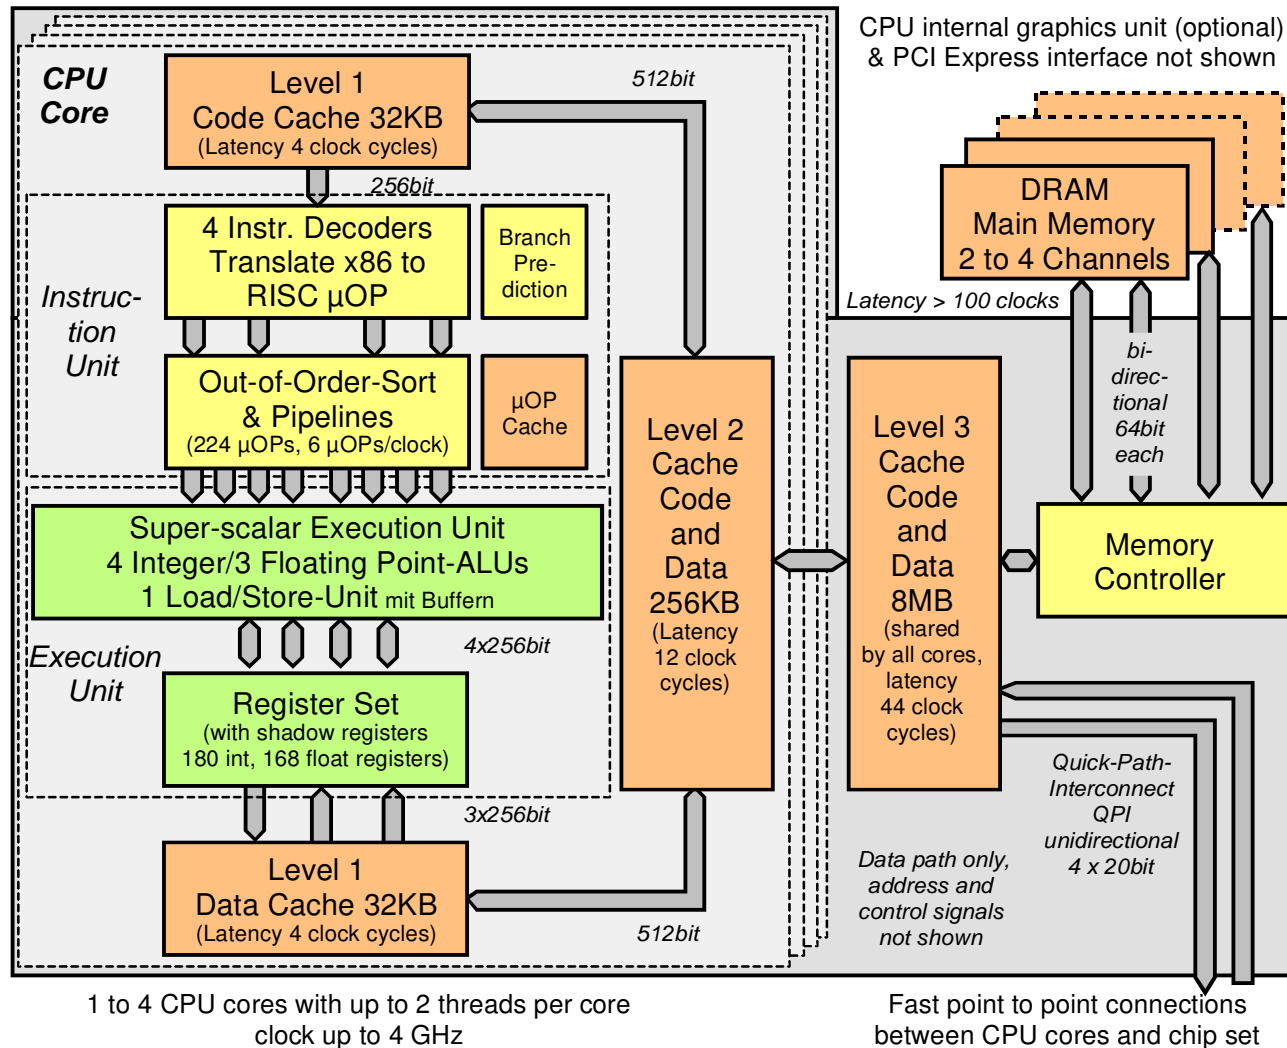 CPU internal graphics unit (optional)
& PCI Express interface not shown
CPU
Core
Level 1
Code Cache 32KB
(Latency 4 clock cycles)
512bit
256bit
4 Instr. Decoders
Translate x86 to
RISC µOP
Branch
Pre-
diction
Instruc-
tion
Unit
Out-of-Order-Sort
& Pipelines
(224 µOPs, 6 µOPs/clock)
µOP
Cache
Super-scalar Execution Unit
4 Integer/3 Floating Point-ALUs
1 Load/Store-Unit mit Buffern
4x256bit
Execution
Unit
Register Set
(with shadow registers
180 int, 168 float registers)
3x256bit
Level 1
Data Cache 32KB
(Latency 4 clock cycles)
512bit
Level 2
Cache
Code
and
Data
256KB
(Latency
12 clock
cycles)
Level 3
Cache
Code
and
Data
8MB
(shared
by all cores,
latency
44 clock
cycles)
DRAM
Main Memory
2 to 4 Channels
Latency > 100 clocks
bi-
direc-
tional
64bit
each
Memory
Controller
Quick-Path-
Interconnect
QPI
unidirectional
4 x 20bit
Data path only,
address and
control signals
not shown
1 to 4 CPU cores with up to 2 threads per core
clock up to 4 GHz
Fast point to point connections
between CPU cores and chip set